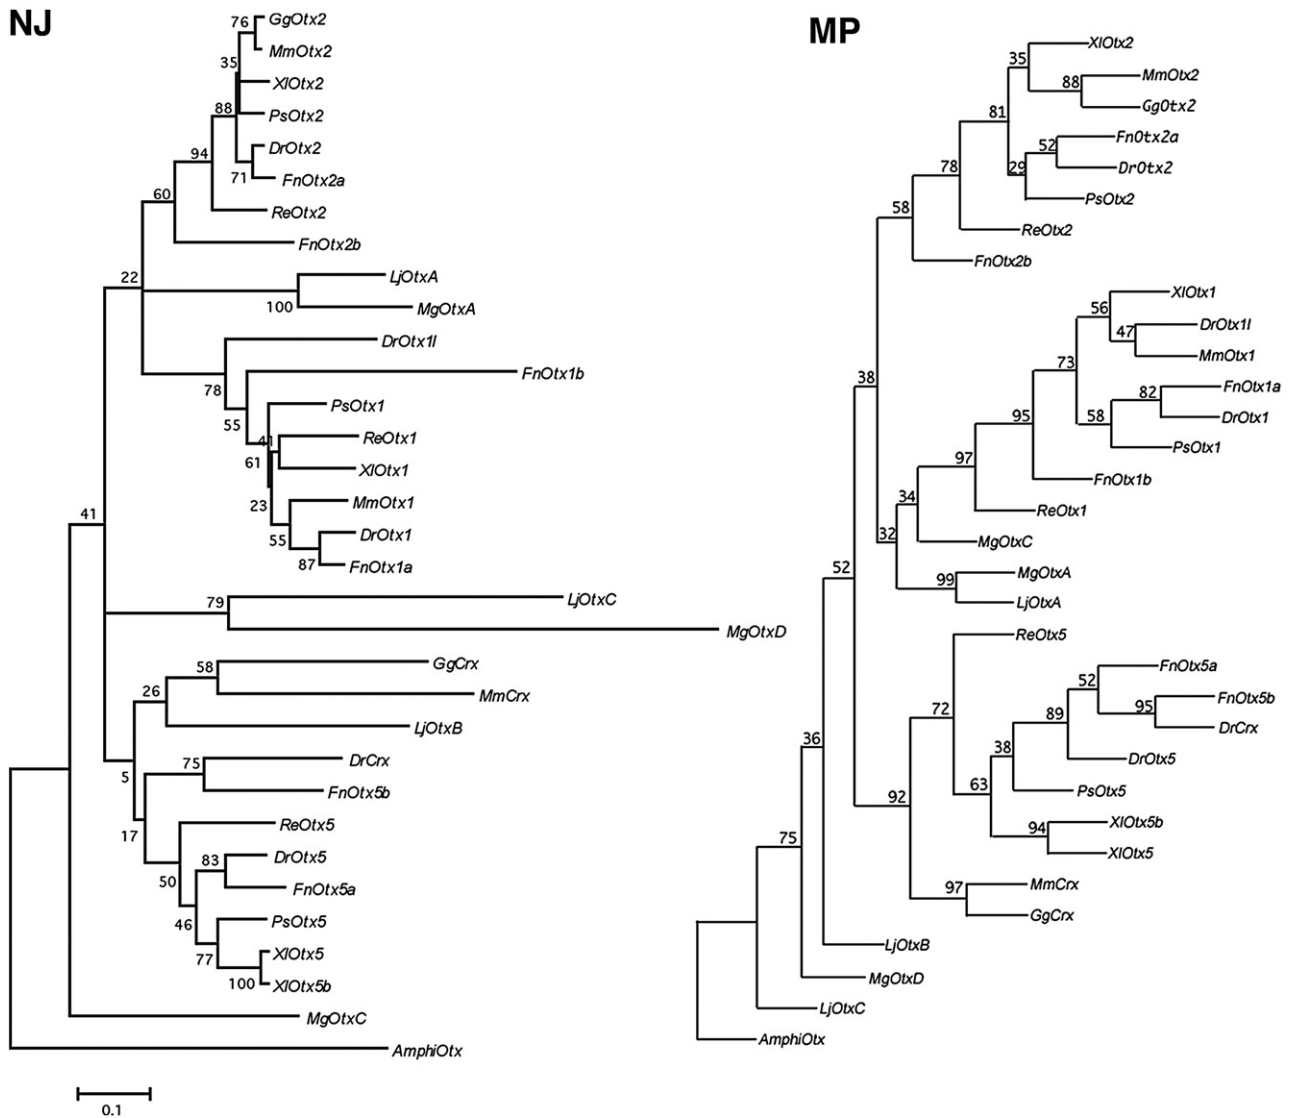 NJ
76
GgOtx2
MmOtx2
35
XlOtx2
88
PsOtx2
DrOtx2
94
71
FnOtx2a
60
ReOtx2
FnOtx2b
22
LjOtxA
100
MgOtxA
DrOtx1l
78
FnOtx1b
55
PsOtx1
41
ReOtx1
61
XlOtx1
23
MmOtx1
41
55
DrOtx1
87
FnOtx1a
79
LjOtxC
MgOtxD
58
GgCrx
26
MmCrx
LjOtxB
5
75
DrCrx
FnOtx5b
17
ReOtx5
83
DrOtx5
50
FnOtx5a
46
PsOtx5
77
XlOtx5
100
XlOtx5b
MgOtxC
AmphiOtx
0.1
MP
XlOtx2
35
88
MmOtx2
GgOtx2
81
52
FnOtx2a
29
DrOtx2
78
PsOtx2
58
ReOtx2
FnOtx2b
XlOtx1
56
47
DrOtx1l
MmOtx1
73
38
82
FnOtx1a
95
58
DrOtx1
PsOtx1
97
FnOtx1b
34
ReOtx1
32
MgOtxC
52
99
MgOtxA
LjOtxA
ReOtx5
52
FnOtx5a
72
89
95
FnOtx5b
DrCrx
36
38
DrOtx5
63
PsOtx5
92
94
XlOtx5b
XlOtx5
75
97
MmCrx
GgCrx
LjOtxB
MgOtxD
LjOtxC
AmphiOtx